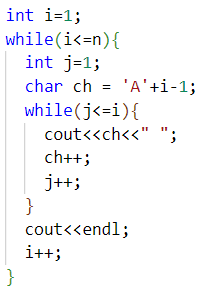 int i=1;
while(i<=n){
int j=1;
char ch = 'A'+i-1;
while(j<=i){
cout<<ch<<" ";
ch++;
j++;
}
cout<<endl;
i++;
}